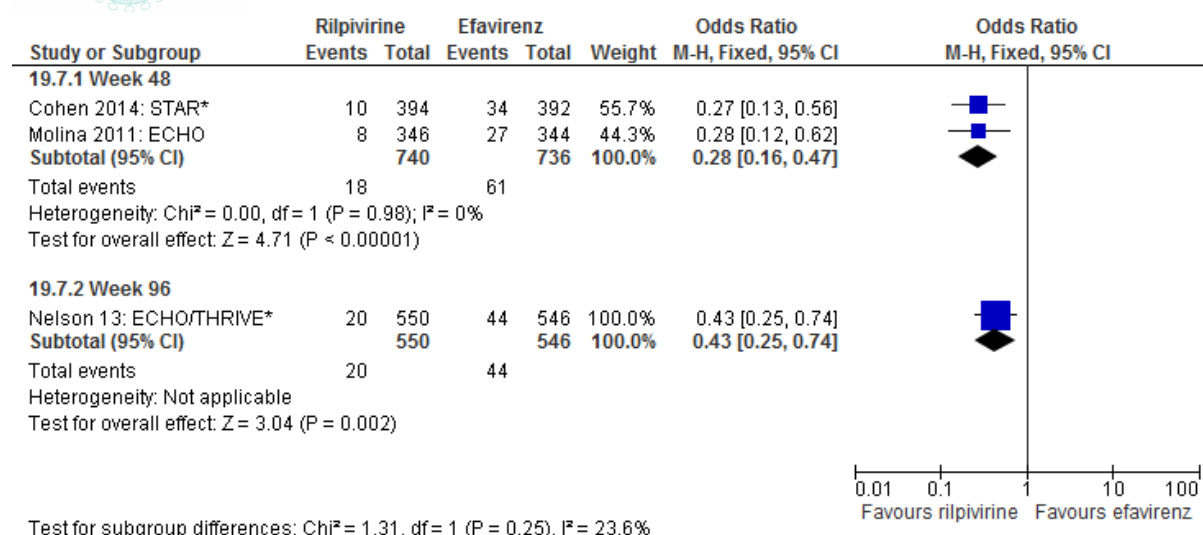 Rilpivirine Efavirenz Odds Ratio Odds Ratio
Study or Subgroup Events Total Events Total Weight M-H, Fixed, 95% CI M-H, Fixed, 95% CI
19.7.1 Week 48
Cohen 2014: STAR* 10 394 34 392 55.7% 0.27 [0.13, 0.56]
Molina 2011: ECHO 8 346 27 344 44.3% 0.28 [0.12, 0.62]
Subtotal (95% CI) 740 736 100.0% 0.28 [0.16, 0.47]
Total events 18 61
Heterogeneity: Chi² = 0.00, df = 1 (P = 0.98); I² = 0%
Test for overall effect: Z = 4.71 (P < 0.00001)
19.7.2 Week 96
Nelson 13: ECHO/THRIVE* 20 550 44 546 100.0% 0.43 [0.25, 0.74]
Subtotal (95% CI) 550 546 100.0% 0.43 [0.25, 0.74]
Total events 20 44
Heterogeneity: Not applicable
Test for overall effect: Z = 3.04 (P = 0.002)
0.01 0.1 1 10 100
Favours rilpivirine Favours efavirenz
Test for subgroup differences: Chi² = 1.31, df = 1 (P = 0.25), I² = 23.6%